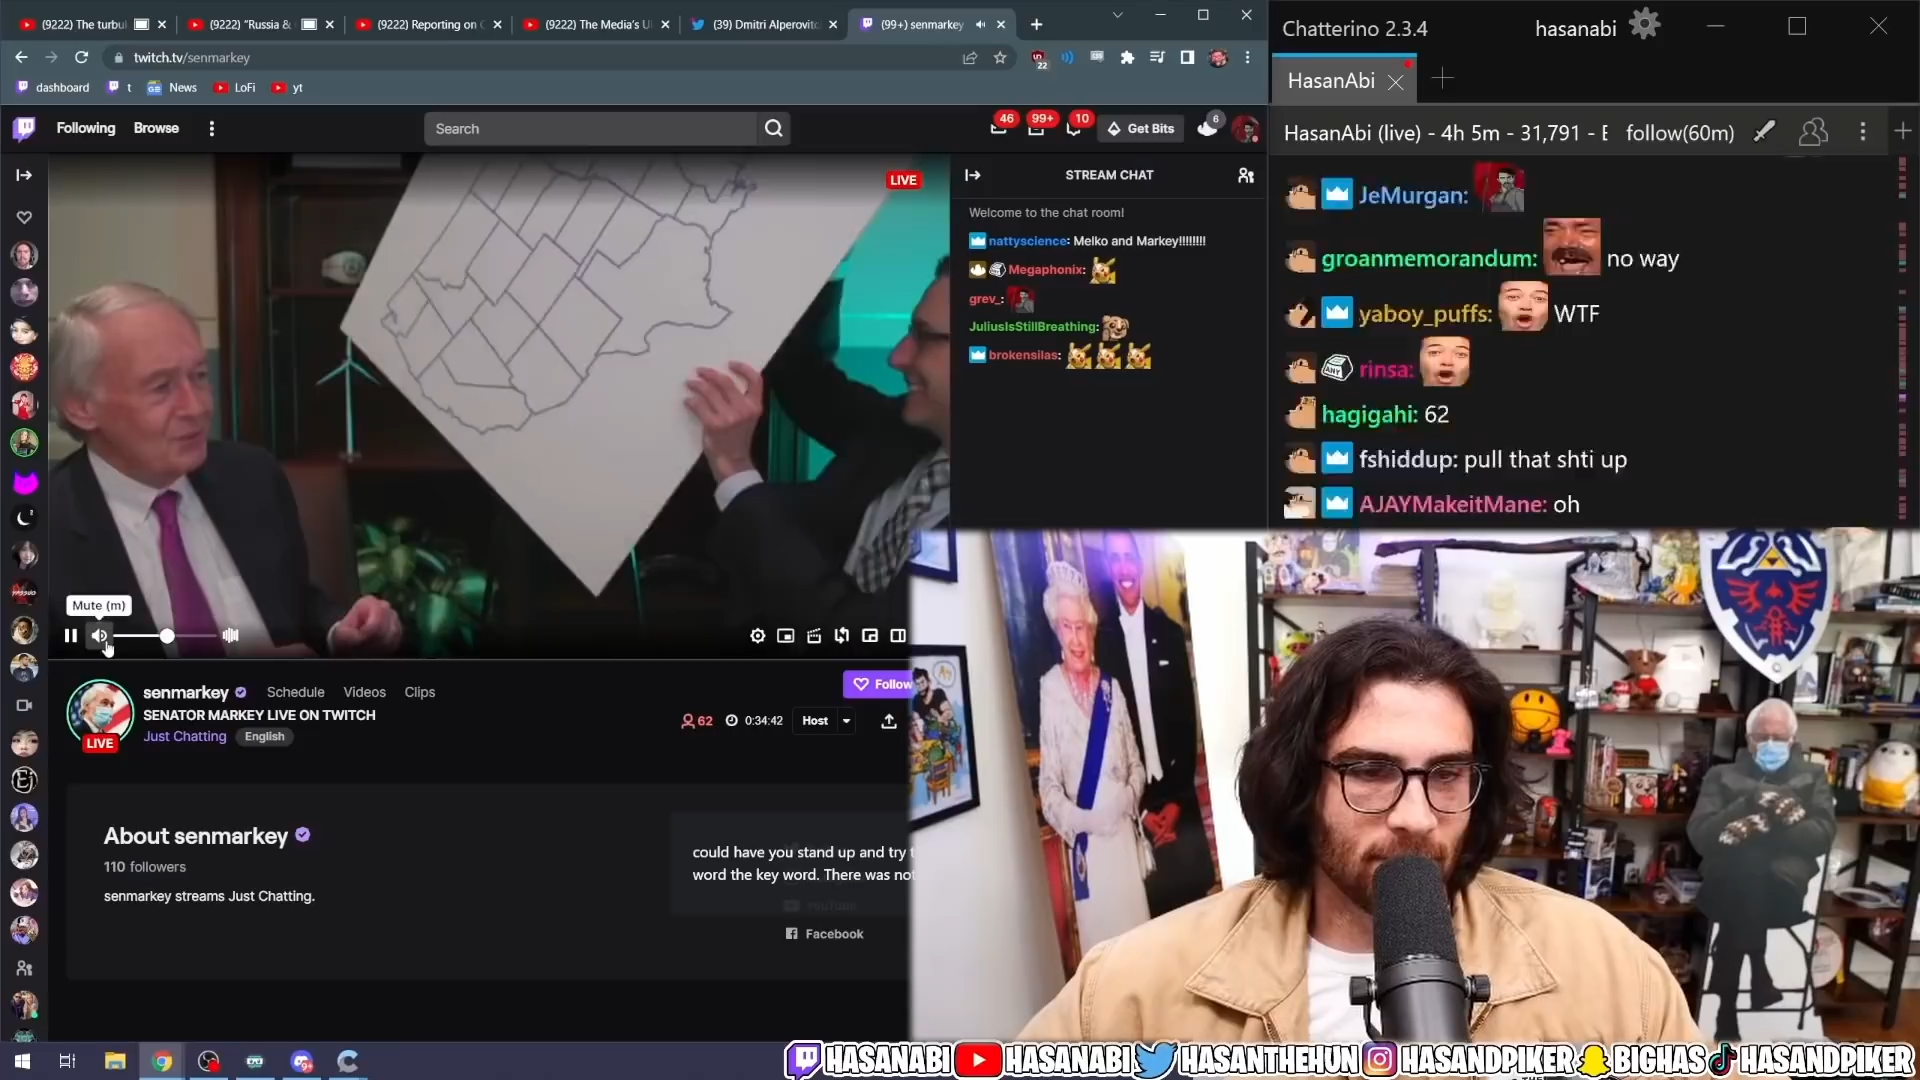 (9222) The turbul
(9222) "Russia &
(9222) Reporting on
(9222) The Media's U
(39) Dmitri Alperovitc
(99+) senmarkey
twitch.tv/senmarkey
22
dashboard
t
News
LoFi
yt
Following
Browse
Search
46
99+
10
Get Bits
6
LIVE
STREAM CHAT
Welcome to the chat room!
nattyscience: Melko and Markey!!!!!!!!
Megaphonix:
grev_:
JuliusIsStillBreathing:
brokensilas:
Mute (m)
senmarkey
Schedule
Videos
Clips
Follow
SENATOR MARKEY LIVE ON TWITCH
Just Chatting
English
LIVE
62
0:34:42
Host
About senmarkey
110 followers
senmarkey streams Just Chatting.
could have you stand up and try t
word the key word. There was not
YouTube
Facebook
Chatterino 2.3.4
hasanabi
HasanAbi
HasanAbi (live) - 4h 5m - 31,791 - E
follow(60m)
JeMurgan:
groanmemorandum: no way
yaboy_puffs: WTF
ANY
rinsa:
hagigahi: 62
fshiddup: pull that shti up
AJAYMakeitMane: oh
HASANABI
HASANABI
HASANTHEHUN
HASANDPIKER
BIGHAS
HASANDPIKER